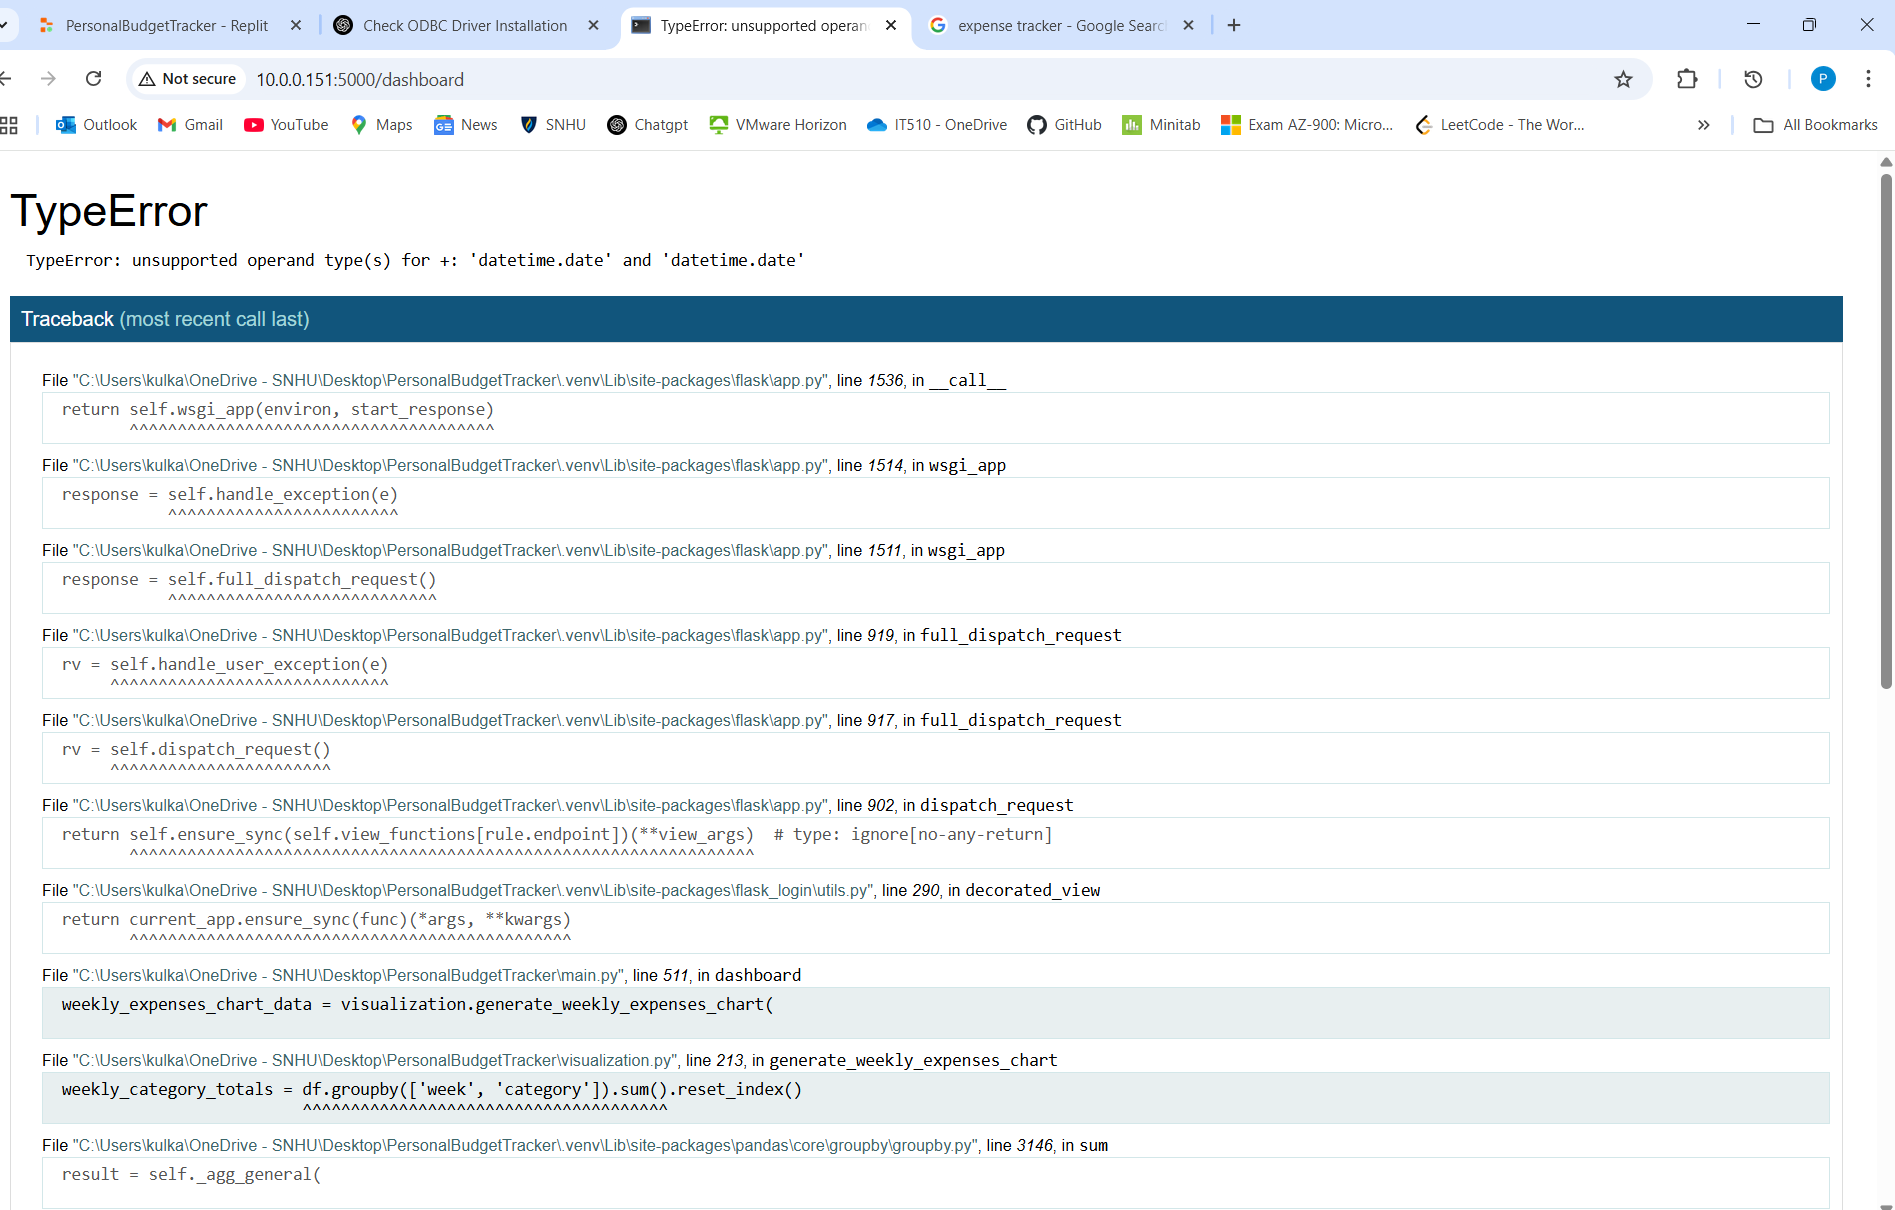 PersonalBudgetTracker - Replit
Check ODBC Driver Installation
TypeError: unsupported operan
expense tracker - Google Searc
Not secure
10.0.0.151:5000/dashboard
P
Outlook
Gmail
YouTube
Maps
News
SNHU
Chatgpt
VMware Horizon
IT510 - OneDrive
GitHub
Minitab
Exam AZ-900: Micro...
LeetCode - The Wor...
»
All Bookmarks
TypeError
TypeError: unsupported operand type(s) for +: 'datetime.date' and 'datetime.date'
Traceback (most recent call last)
File "C:\Users\kulka\OneDrive - SNHU\Desktop\PersonalBudgetTracker\.venv\Lib\site-packages\flask\app.py", line 1536, in __call__
return self.wsgi_app(environ, start_response)
^^^^^^^^^^^^^^^^^^^^^^^^^^^^^^^^^^^^^^
File "C:\Users\kulka\OneDrive - SNHU\Desktop\PersonalBudgetTracker\.venv\Lib\site-packages\flask\app.py", line 1514, in wsgi_app
response = self.handle_exception(e)
^^^^^^^^^^^^^^^^^^^^^^^^
File "C:\Users\kulka\OneDrive - SNHU\Desktop\PersonalBudgetTracker\.venv\Lib\site-packages\flask\app.py", line 1511, in wsgi_app
response = self.full_dispatch_request()
^^^^^^^^^^^^^^^^^^^^^^^^^^^^
File "C:\Users\kulka\OneDrive - SNHU\Desktop\PersonalBudgetTracker\.venv\Lib\site-packages\flask\app.py", line 919, in full_dispatch_request
rv = self.handle_user_exception(e)
^^^^^^^^^^^^^^^^^^^^^^^^^^^^^
File "C:\Users\kulka\OneDrive - SNHU\Desktop\PersonalBudgetTracker\.venv\Lib\site-packages\flask\app.py", line 917, in full_dispatch_request
rv = self.dispatch_request()
^^^^^^^^^^^^^^^^^^^^^^^
File "C:\Users\kulka\OneDrive - SNHU\Desktop\PersonalBudgetTracker\.venv\Lib\site-packages\flask\app.py", line 902, in dispatch_request
return self.ensure_sync(self.view_functions[rule.endpoint])(**view_args)  # type: ignore[no-any-return]
^^^^^^^^^^^^^^^^^^^^^^^^^^^^^^^^^^^^^^^^^^^^^^^^^^^^^^^^^^^^^^^^^
File "C:\Users\kulka\OneDrive - SNHU\Desktop\PersonalBudgetTracker\.venv\Lib\site-packages\flask_login\utils.py", line 290, in decorated_view
return current_app.ensure_sync(func)(*args, **kwargs)
^^^^^^^^^^^^^^^^^^^^^^^^^^^^^^^^^^^^^^^^^^^^^^
File "C:\Users\kulka\OneDrive - SNHU\Desktop\PersonalBudgetTracker\main.py", line 511, in dashboard
weekly_expenses_chart_data = visualization.generate_weekly_expenses_chart(
File "C:\Users\kulka\OneDrive - SNHU\Desktop\PersonalBudgetTracker\visualization.py", line 213, in generate_weekly_expenses_chart
weekly_category_totals = df.groupby(['week', 'category']).sum().reset_index()
^^^^^^^^^^^^^^^^^^^^^^^^^^^^^^^^^^^^^^
File "C:\Users\kulka\OneDrive - SNHU\Desktop\PersonalBudgetTracker\.venv\Lib\site-packages\pandas\core\groupby\groupby.py", line 3146, in sum
result = self._agg_general(